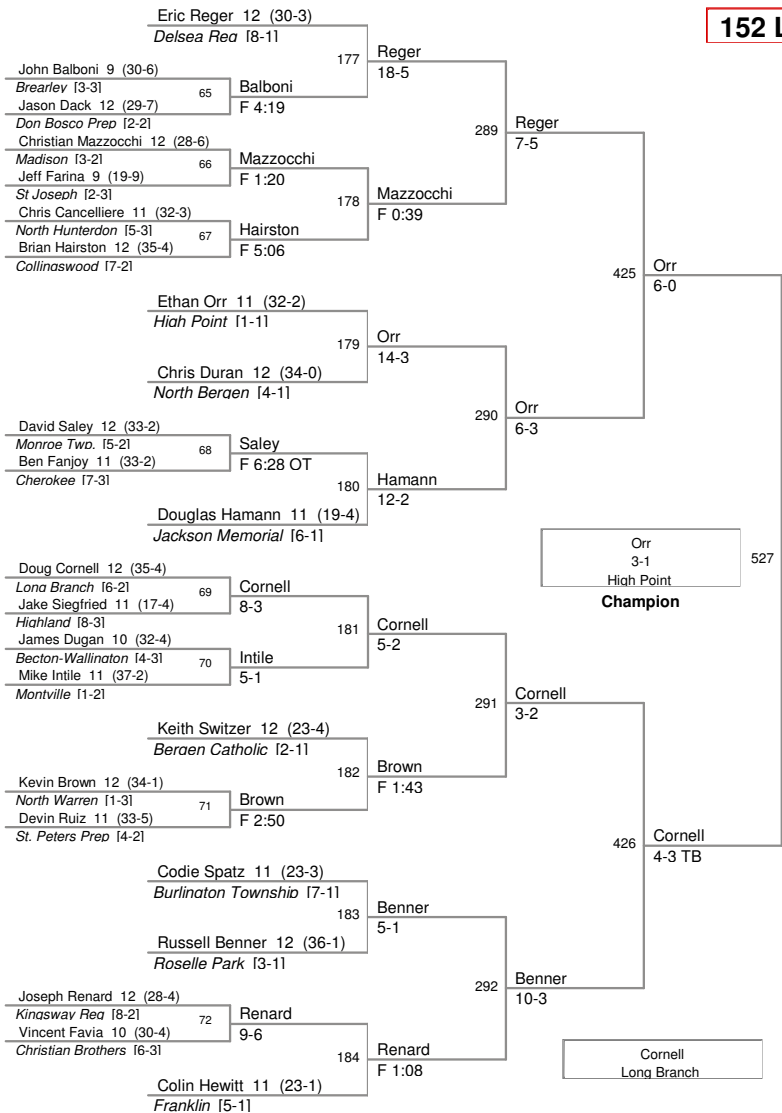 152 L
Eric Reger 12 (30-3)
Delsea Reg [8-1]
177
Reger
18-5
John Balboni 9 (30-6)
Brearley [3-3]
65
Balboni
F 4:19
Jason Dack 12 (29-7)
Don Bosco Prep [2-2]
289
Reger
7-5
Christian Mazzocchi 12 (28-6)
Madison [3-2]
66
Mazzocchi
F 1:20
Jeff Farina 9 (19-9)
St Joseph [2-3]
178
Mazzocchi
F 0:39
Chris Cancelliere 11 (32-3)
North Hunterdon [5-3]
67
Hairston
F 5:06
Brian Hairston 12 (35-4)
Collingswood [7-2]
425
Orr
6-0
Ethan Orr 11 (32-2)
High Point [1-1]
179
Orr
14-3
Chris Duran 12 (34-0)
North Bergen [4-1]
290
Orr
6-3
David Saley 12 (33-2)
Monroe Twp. [5-2]
68
Saley
F 6:28 OT
Ben Fanjoy 11 (33-2)
Cherokee [7-3]
180
Hamann
12-2
Douglas Hamann 11 (19-4)
Jackson Memorial [6-1]
Orr
3-1
High Point
527
Champion
Doug Cornell 12 (35-4)
Long Branch [6-2]
69
Cornell
8-3
Jake Siegfried 11 (17-4)
Highland [8-3]
181
Cornell
5-2
James Dugan 10 (32-4)
Becton-Wallington [4-3]
70
Intile
5-1
Mike Intile 11 (37-2)
Montville [1-2]
291
Cornell
3-2
Keith Switzer 12 (23-4)
Bergen Catholic [2-1]
182
Brown
F 1:43
Kevin Brown 12 (34-1)
North Warren [1-3]
71
Brown
F 2:50
Devin Ruiz 11 (33-5)
St. Peters Prep [4-2]
426
Cornell
4-3 TB
Codie Spatz 11 (23-3)
Burlington Township [7-1]
183
Benner
5-1
Russell Benner 12 (36-1)
Roselle Park [3-1]
292
Benner
10-3
Joseph Renard 12 (28-4)
Kingsway Reg [8-2]
72
Renard
9-6
Vincent Favia 10 (30-4)
Christian Brothers [6-3]
184
Renard
F 1:08
Colin Hewitt 11 (23-1)
Franklin [5-1]
Cornell
Long Branch